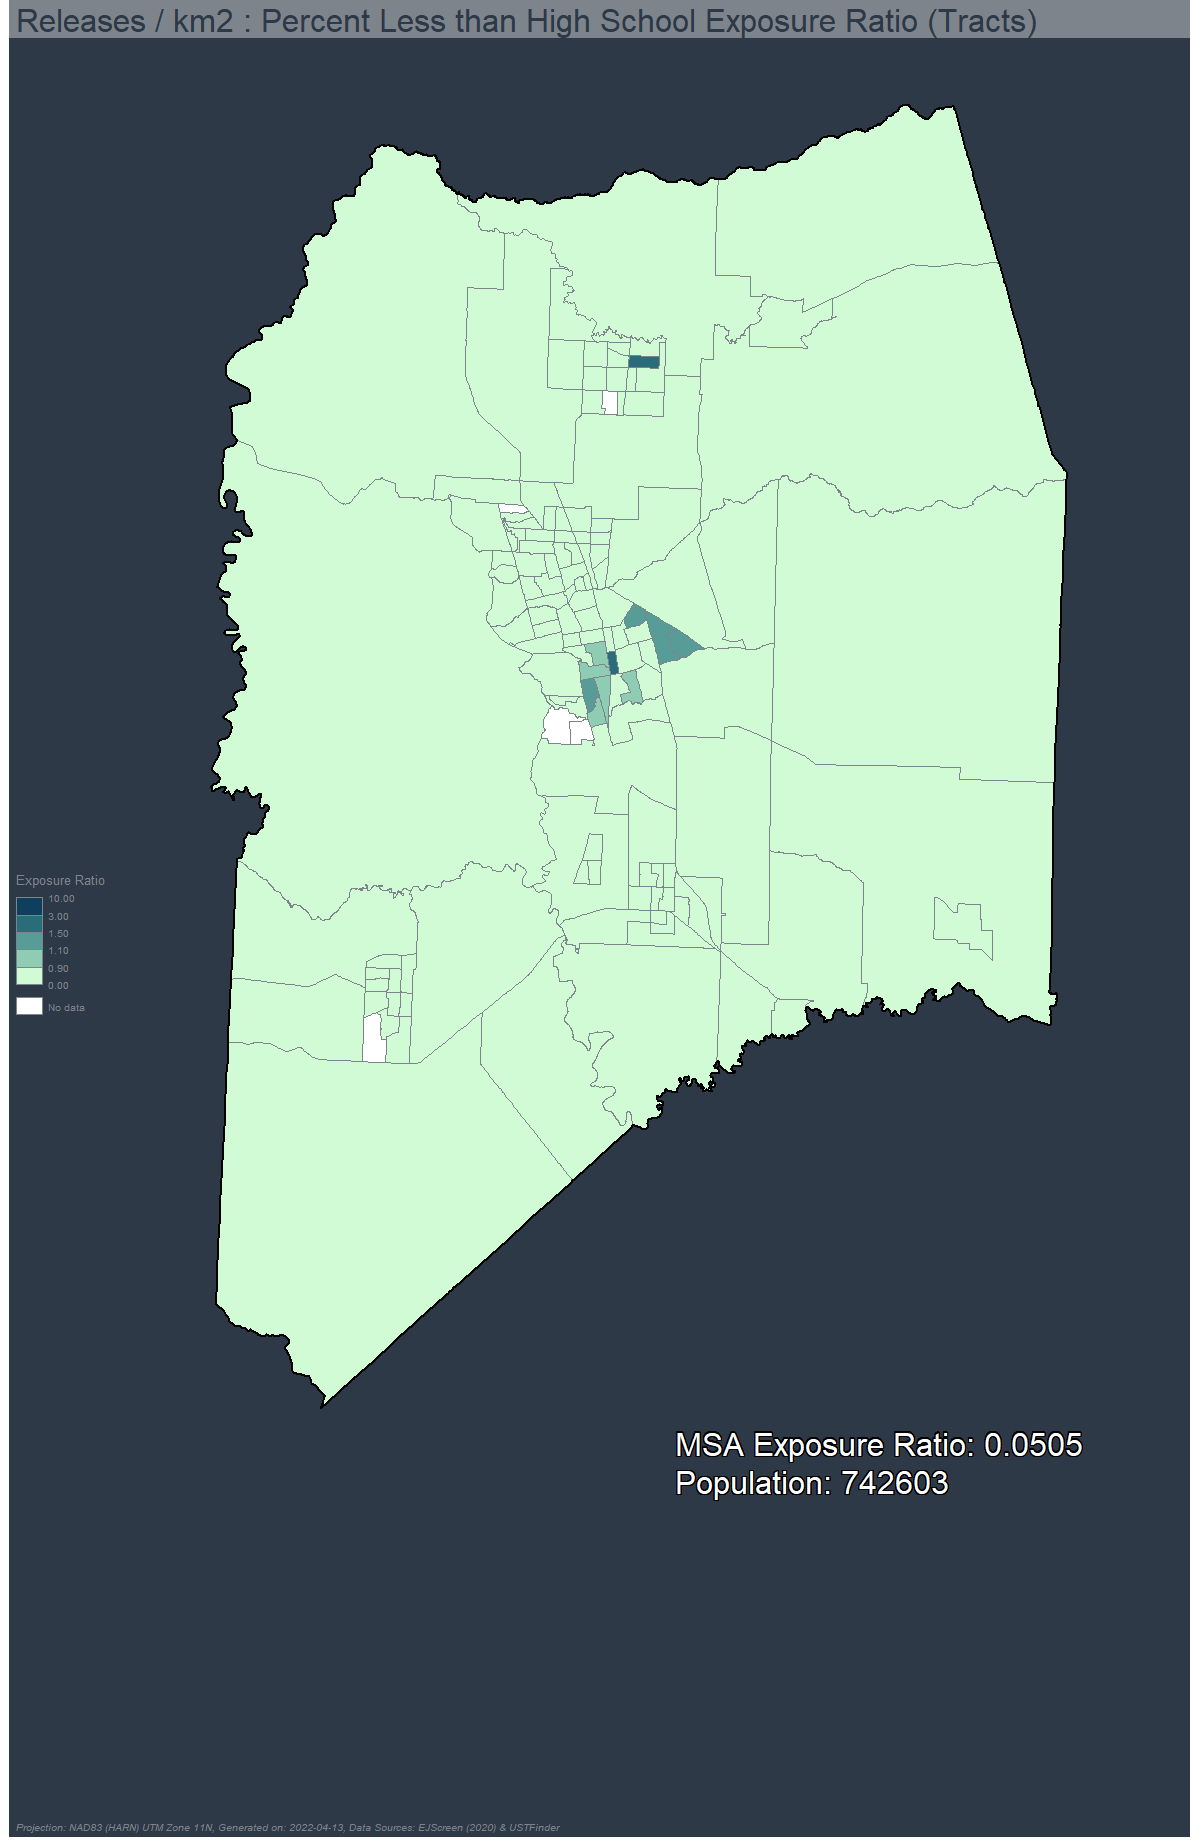 Releases / km2 : Percent Less than High School Exposure Ratio (Tracts)
Exposure Ratio
10.00
3.00
1.50
1.10
0.90
0.00
No data
MSA Exposure Ratio: 0.0505
Population: 742603
Projection: NAD83 (HARN) UTM Zone 11N, Generated on: 2022-04-13, Data Sources: EJScreen (2020) & USTFinder